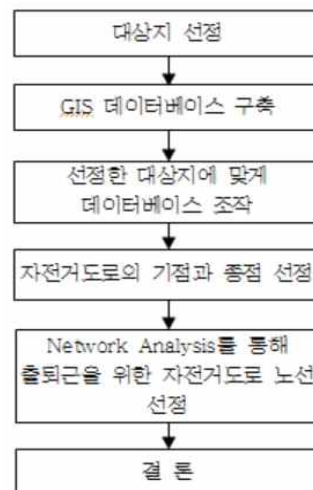 대상지 선정
GIS 데이터베이스 구축
선정한 대상지에 맞게
데이터베이스 조작
자전거도로의 기점과 종점 선정
Network Analysis를 통해
출퇴근을 위한 자전거도로 노선
선정
결 론